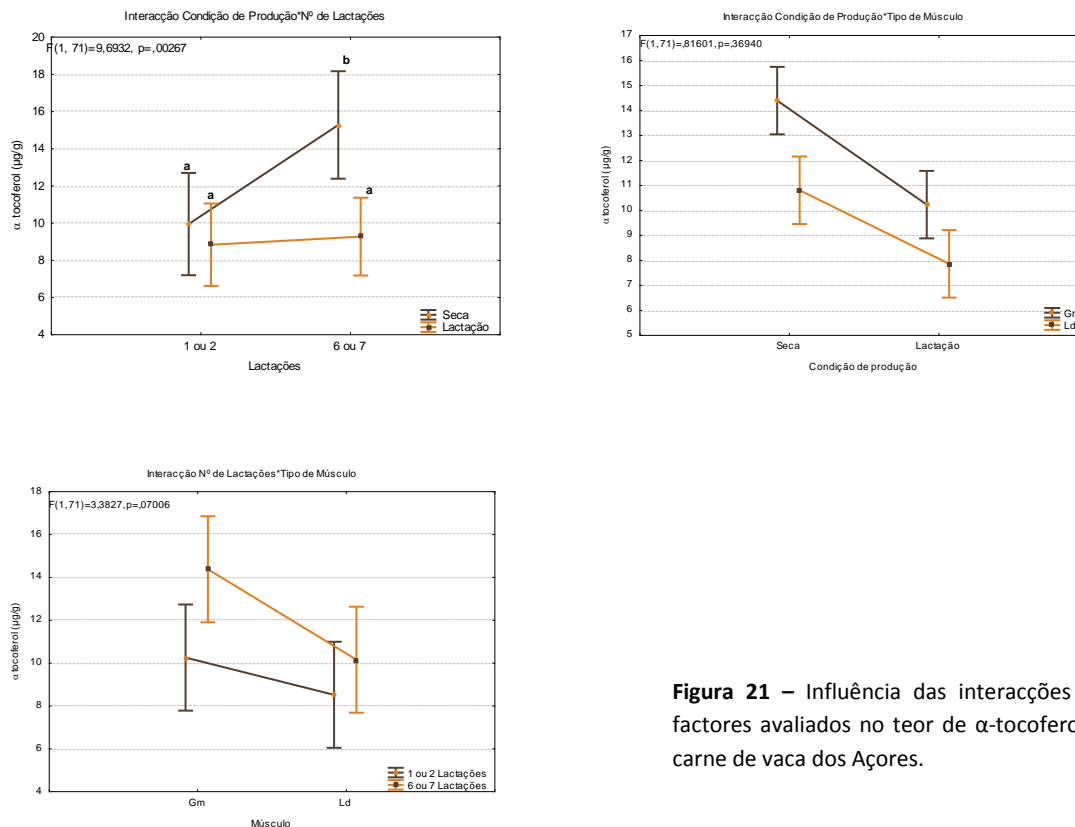 Interacção Condição de Produção*Nº de Lactações
F(1, 71)=9,6932, p=,00267
20
18
16
14
12
10
8
6
4
α tocoferol (µg/g)
a
a
b
a
Seca
Lactação
1 ou 2
6 ou 7
Lactações
Interacção Condição de Produção*Tipo de Músculo
F(1,71)=,81601,p=,36940
17
16
15
14
13
12
11
10
9
8
7
6
5
α tocoferol (µg/g)
Ld
Seca
Lactação
Condição de produção
Interacção Nº de Lactações*Tipo de Músculo
F(1,71)=3,3827,p=,07006
18
16
14
12
10
8
6
4
α tocoferol (µg/g)
1 ou 2 Lactações
6 ou 7 Lactações
Gm
Ld
Músculo
Figura 21 – Influência das interacções
factores avaliados no teor de
carne de vaca dos Açores.